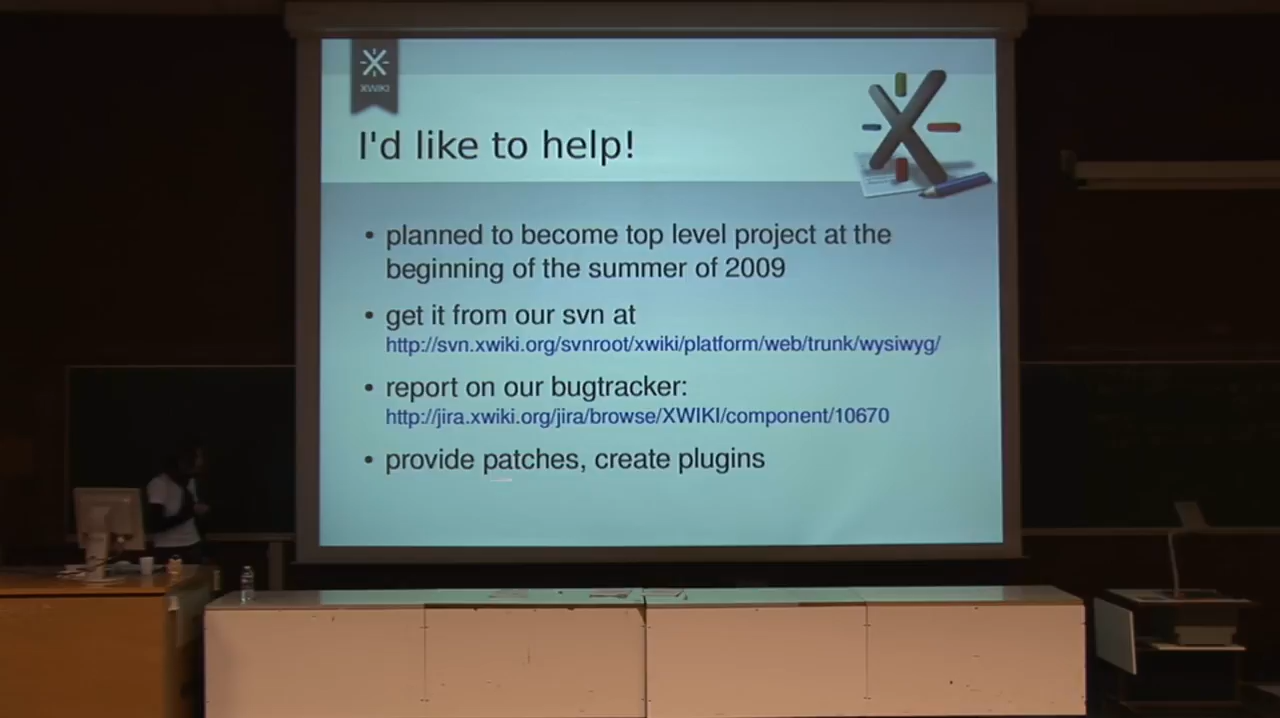 XWIKI
I'd like to help!
• planned to become top level project at the
beginning of the summer of 2009
• get it from our svn at
http://svn.xwiki.org/svnroot/xwiki/platform/web/trunk/wysiwyg/
• report on our bugtracker:
http://jira.xwiki.org/jira/browse/XWIKI/component/10670
• provide patches, create plugins